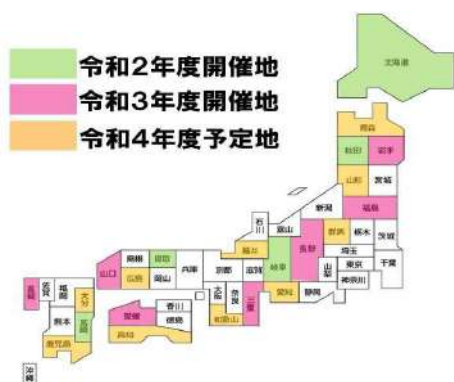 令和2年度開催地
令和3年度開催地
令和4年度予定地
北海道
青森
秋田
岩手
山形
宮城
新潟
福島
石川
富山
群馬
栃木
茨城
長野
福井
岐阜
埼玉
山梨
東京
千葉
神奈川
島根
鳥取
兵庫
京都
滋賀
山口
広島
岡山
愛知
静岡
大阪
奈良
三重
和歌山
長崎
佐賀
福岡
大分
愛媛
香川
徳島
高知
熊本
宮崎
鹿児島
沖縄